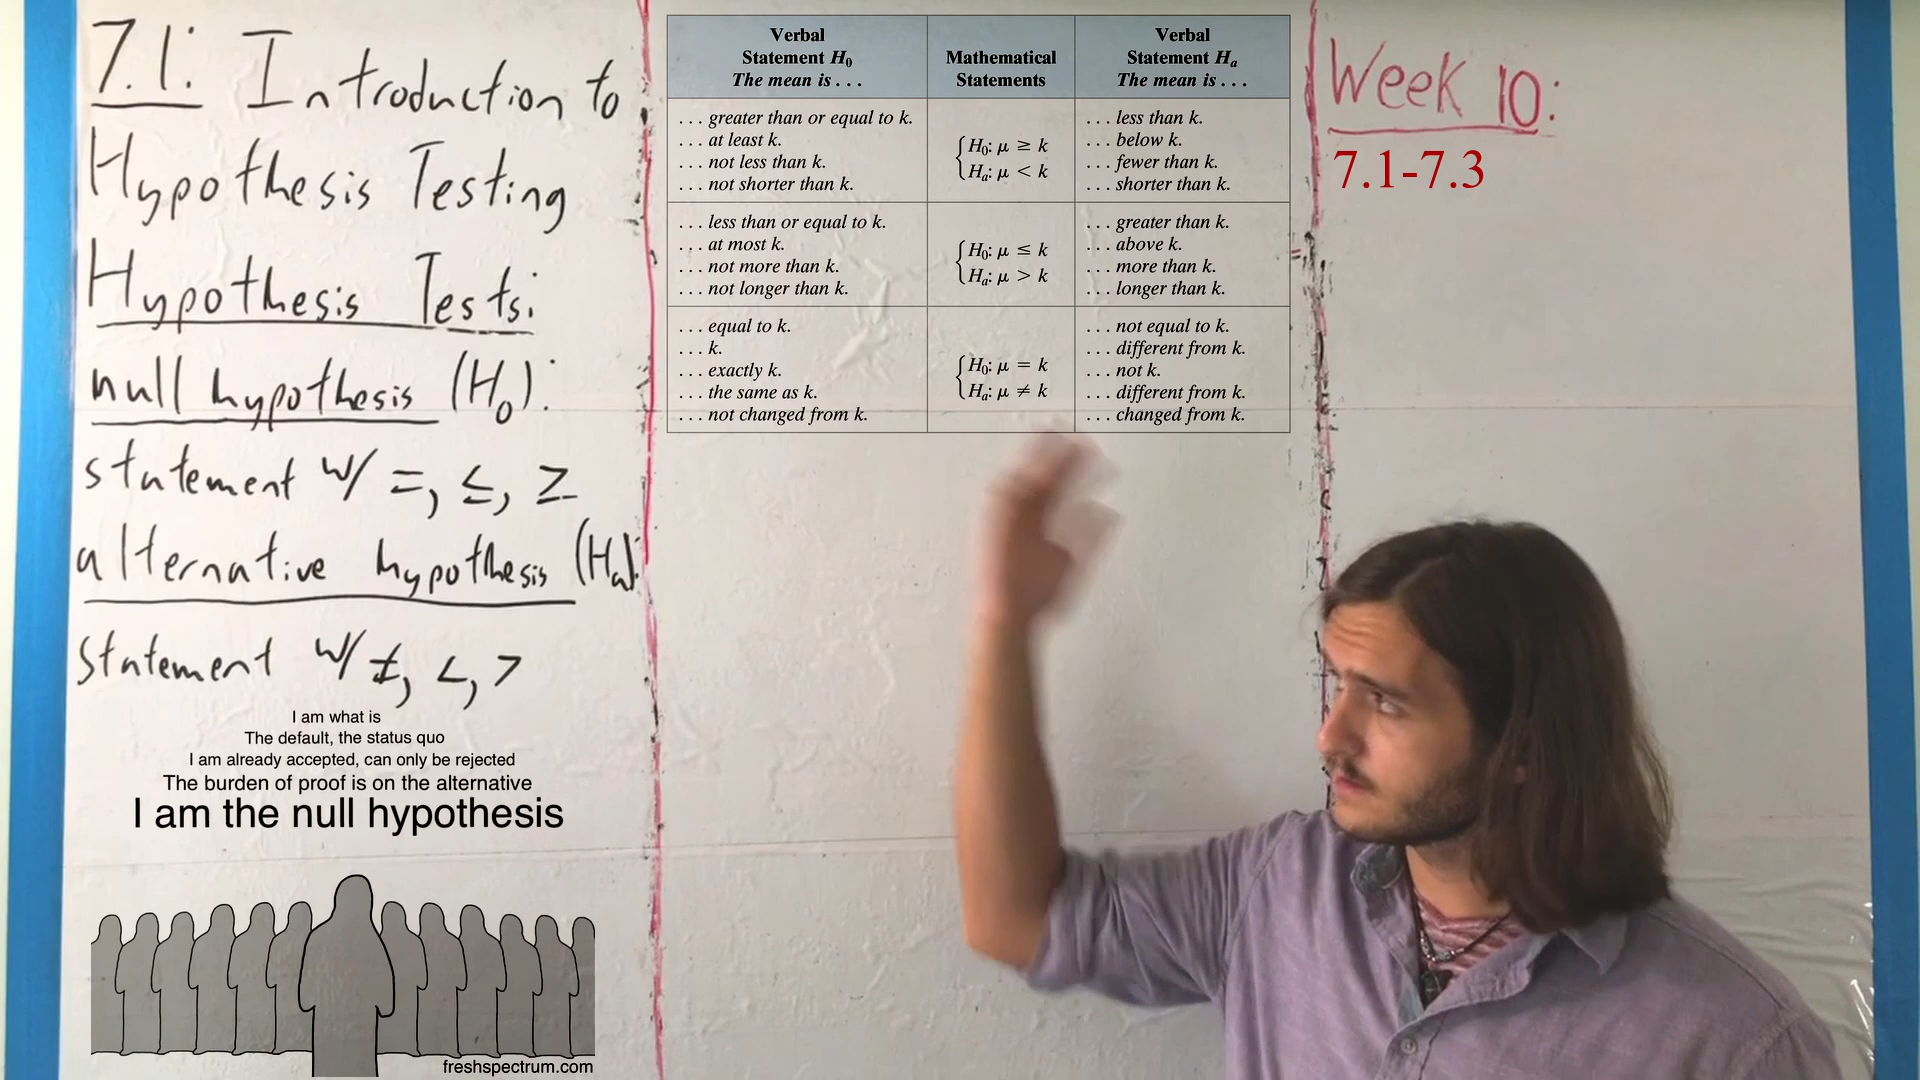 7.1: Introduction to
Hypothesis Testing
Hypothesis Tests:
null hypothesis (H₀):
statement w/ =, ≤, ≥
alternative hypothesis (Hₐ):
statement w/ ≠, <, >
I am what is
The default, the status quo
I am already accepted, can only be rejected
The burden of proof is on the alternative
I am the null hypothesis
freshspectrum.com
Verbal
Statement H₀
The mean is . . .
Mathematical
Statements
Verbal
Statement Hₐ
The mean is . . .
. . . greater than or equal to k.
. . . at least k.
. . . not less than k.
. . . not shorter than k.
H₀: μ ≥ k
Hₐ: μ < k
. . . less than k.
. . . below k.
. . . fewer than k.
. . . shorter than k.
. . . less than or equal to k.
. . . at most k.
. . . not more than k.
. . . not longer than k.
H₀: μ ≤ k
Hₐ: μ > k
. . . greater than k.
. . . above k.
. . . more than k.
. . . longer than k.
. . . equal to k.
. . . k.
. . . exactly k.
. . . the same as k.
. . . not changed from k.
H₀: μ = k
Hₐ: μ ≠ k
. . . not equal to k.
. . . different from k.
. . . not k.
. . . different from k.
. . . changed from k.
Week 10:
7.1-7.3